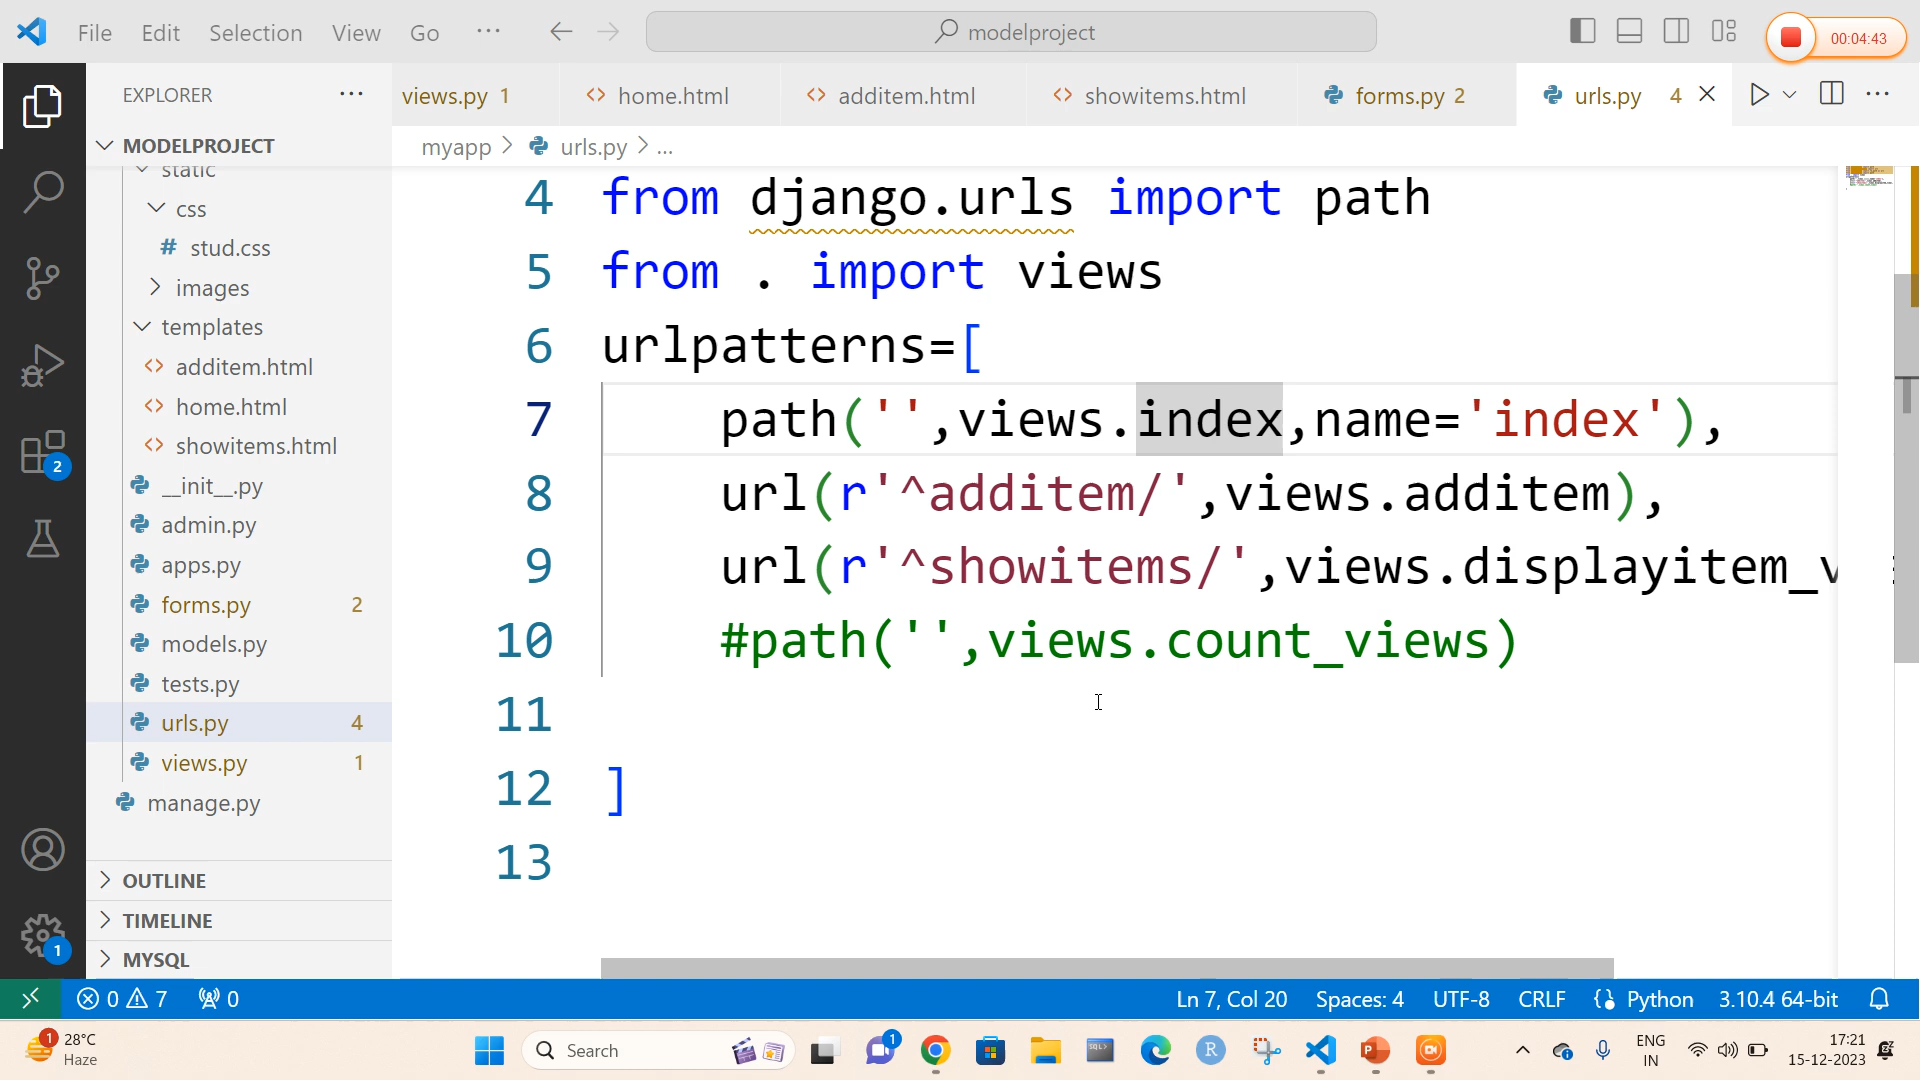 File Edit Selection View Go ... modelproject 00:04:43
EXPLORER ... views.py 1 home.html additem.html showitems.html forms.py 2 urls.py 4
MODELPROJECT
myapp > urls.py > ...
static
css
# stud.css
images
templates
additem.html
home.html
showitems.html
__init__.py
admin.py
apps.py
forms.py 2
models.py
tests.py
urls.py 4
views.py 1
manage.py
OUTLINE
TIMELINE
MYSQL
2
1
4 from django.urls import path
5 from . import views
6 urlpatterns=[
7 path('',views.index,name='index'),
8 url(r'^additem/',views.additem),
9 url(r'^showitems/',views.displayitem_v
10 #path('',views.count_views)
11
12 ]
13
0 7 0 Ln 7, Col 20 Spaces: 4 UTF-8 CRLF Python 3.10.4 64-bit
1 28°C
Haze
Search
1
SQL>
R
P
ENG
IN
17:21
15-12-2023